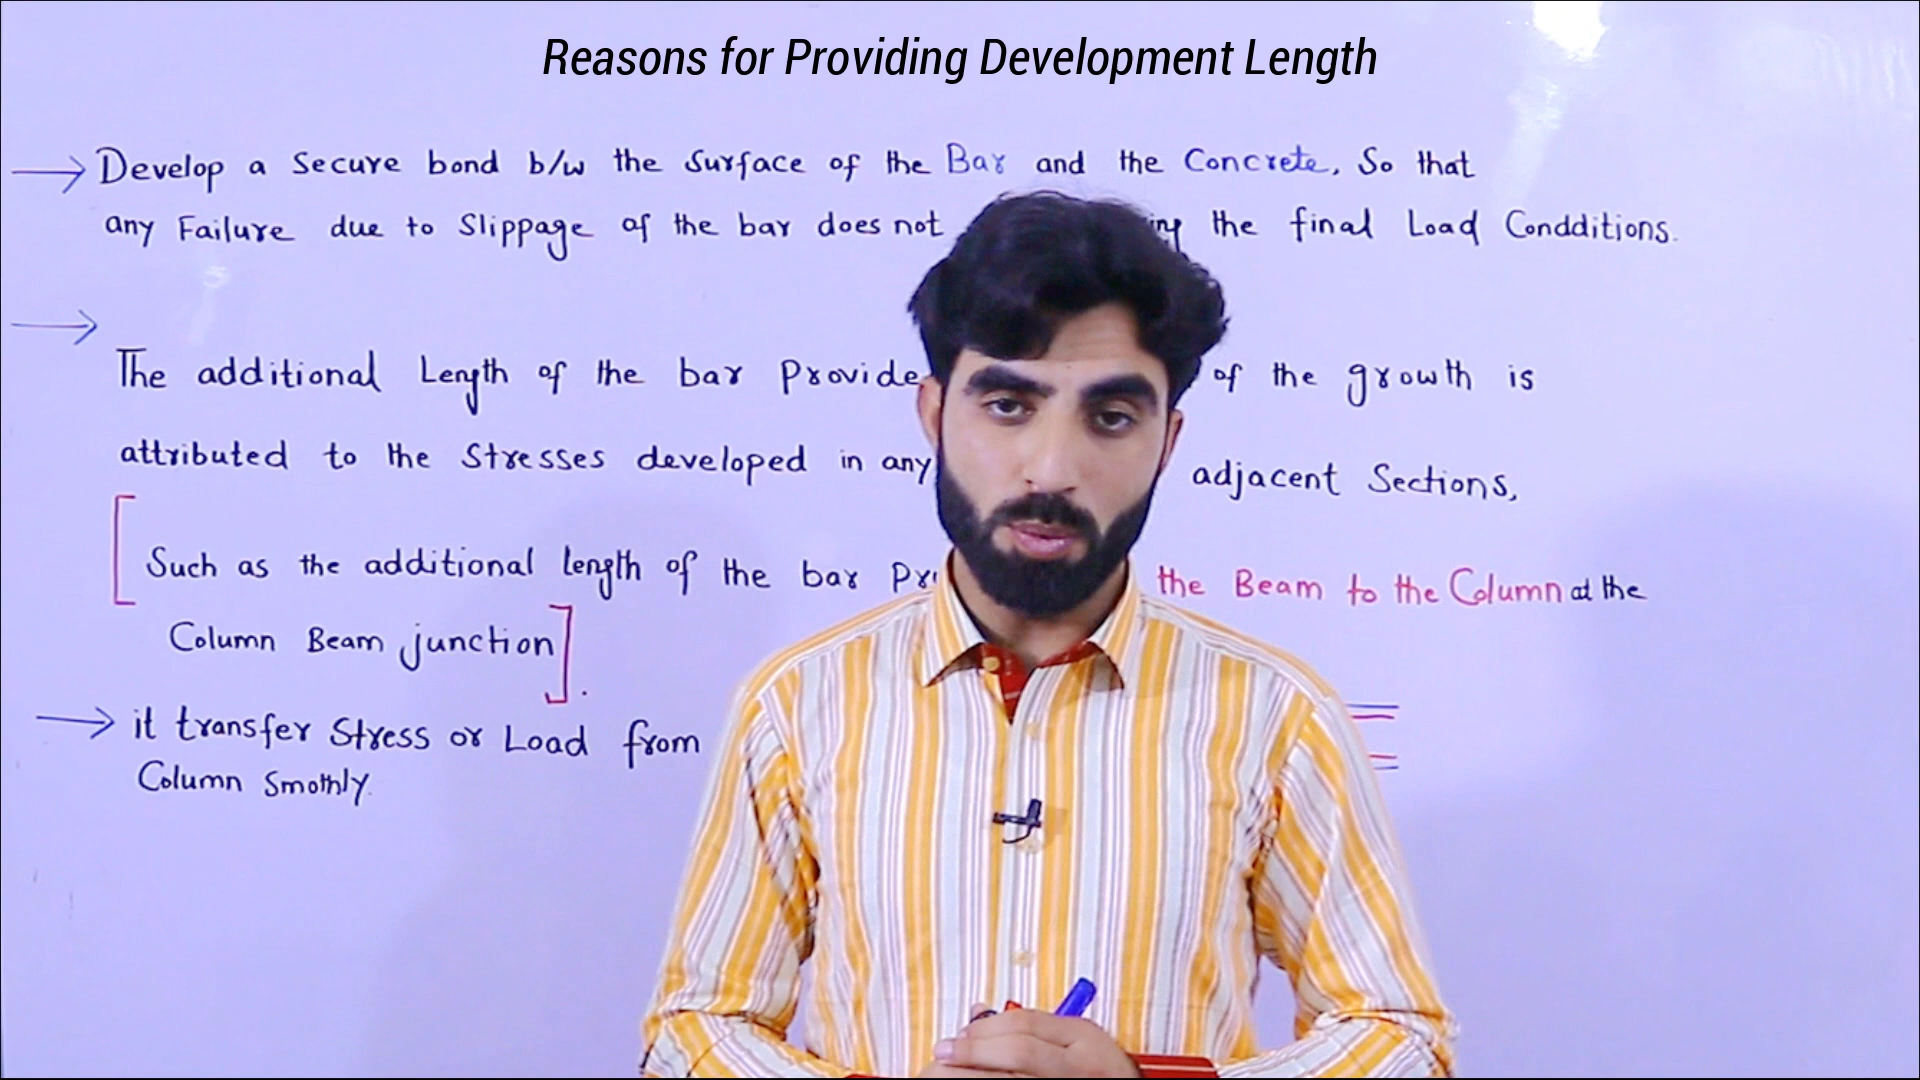 Reasons for Providing Development Length
Develop a Secure bond b/w the Surface of the Bar and the Concrete, So that
any Failure due to Slippage of the bar does not the final Load Condditions.
The additional Length of the bar Provide of the growth is
attributed to the Stresses developed in any adjacent Sections,
[Such as the additional length of the bar the Beam to the Column at the
Column Beam junction].
it transfer Stress or Load from
Column Smothly.